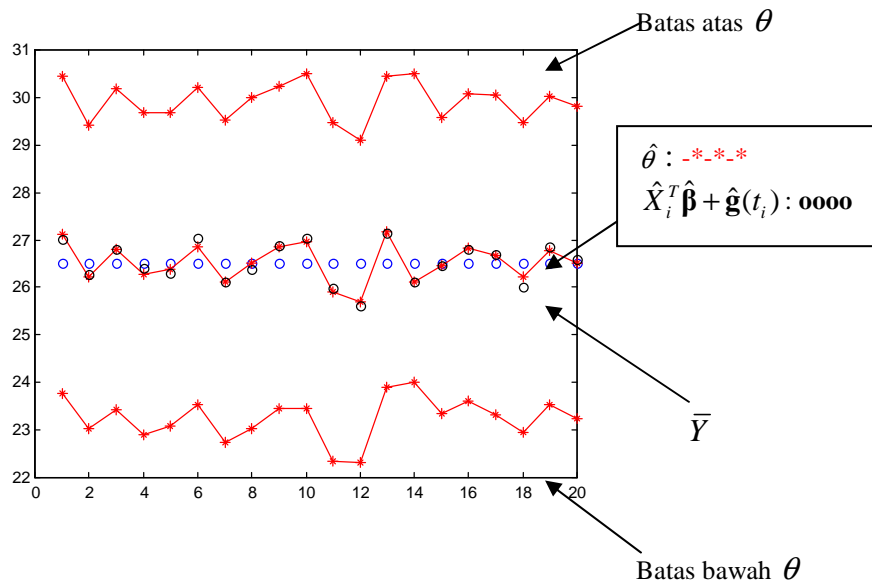 Batas atas θ
31
30
29
28
27
26
25
24
23
22
0 2 4 6 8 10 12 14 16 18 20
θ̂ : -*-*-*
X̂ᵢᵀβ̂ + ĝ(tᵢ) : oooo
Y̅
Batas bawah θ